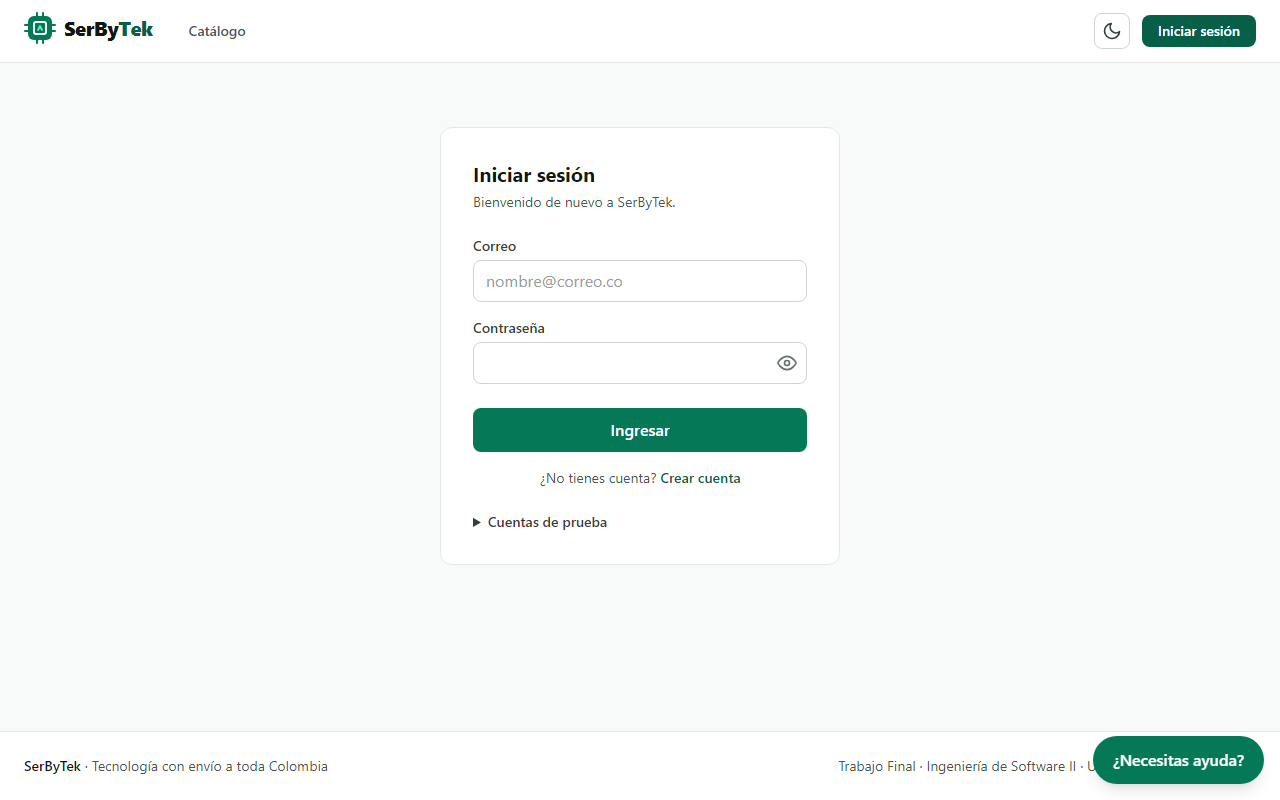 SerByTek
Catálogo
Iniciar sesión
Iniciar sesión
Bienvenido de nuevo a SerByTek.
Correo
nombre@correo.co
Contraseña
Ingresar
¿No tienes cuenta? Crear cuenta
Cuentas de prueba
SerByTek · Tecnología con envío a toda Colombia
Trabajo Final · Ingeniería de Software II ·
¿Necesitas ayuda?